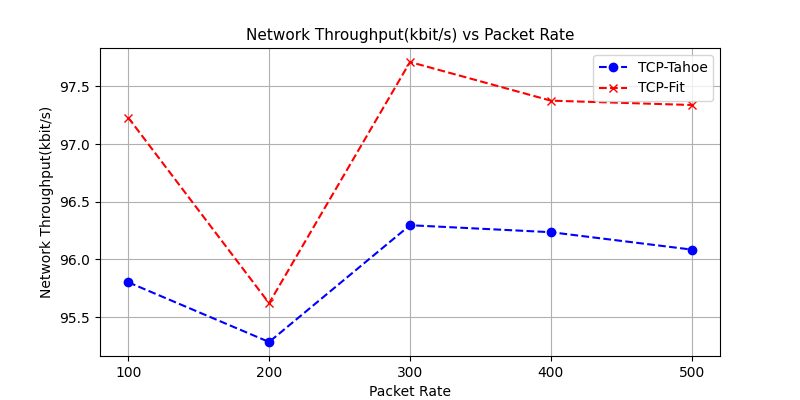 Network Throughput(kbit/s) vs Packet Rate
TCP-Tahoe
TCP-Fit
Network Throughput(kbit/s)
97.5
97.0
96.5
96.0
95.5
100 200 300 400 500
Packet Rate